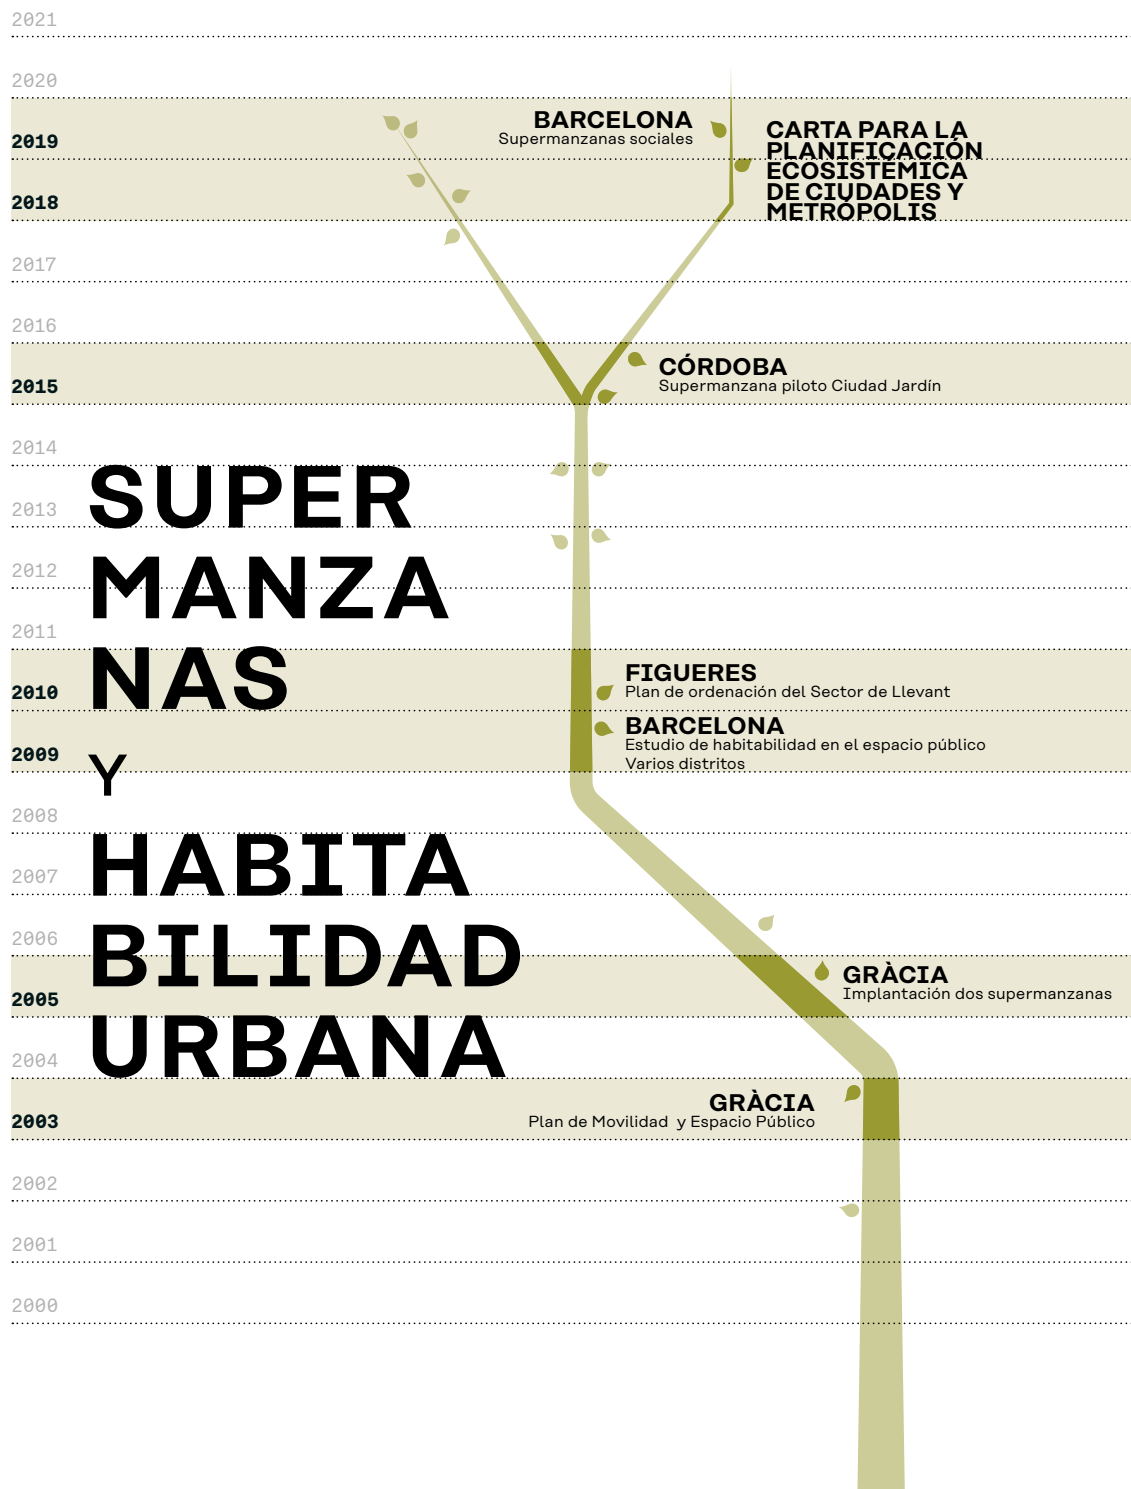 2021
2020
BARCELONA
Supermanzanas sociales
2019
CARTA PARA LA
PLANIFICACIÓN
ECOSISTÉMICA
DE CIUDADES Y
METRÓPOLIS
2018
2017
2016
CÓRDOBA
Supermanzana piloto Ciudad Jardín
2015
2014
SUPER
2013
MANZA
2012
2011
NAS
FIGUERES
Plan de ordenación del Sector de Llevant
2010
BARCELONA
Estudio de habitabilidad en el espacio público
Varios distritos
2009
Y
2008
HABITA
2007
BILIDAD
2006
GRÀCIA
Implantación dos supermanzanas
2005
URBANA
2004
GRÀCIA
Plan de Movilidad  y Espacio Público
2003
2002
2001
2000